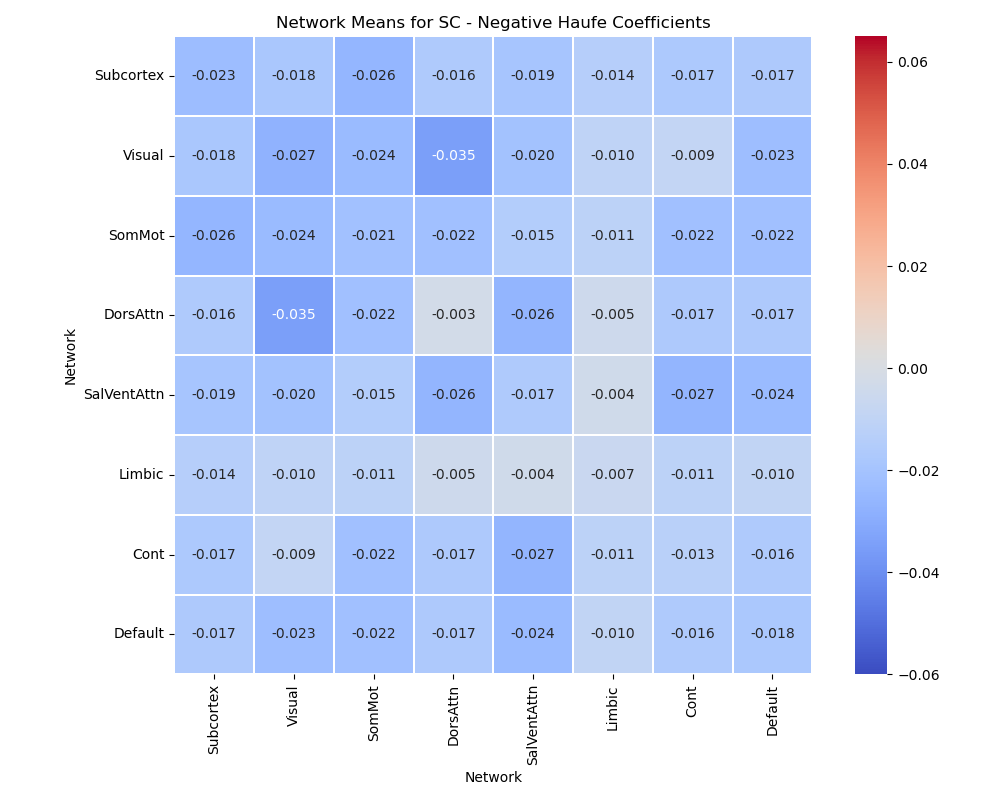 Network Means for SC - Negative Haufe Coefficients
Subcortex -0.023 -0.018 -0.026 -0.016 -0.019 -0.014 -0.017 -0.017
Visual -0.018 -0.027 -0.024 -0.035 -0.020 -0.010 -0.009 -0.023
SomMot -0.026 -0.024 -0.021 -0.022 -0.015 -0.011 -0.022 -0.022
DorsAttn -0.016 -0.035 -0.022 -0.003 -0.026 -0.005 -0.017 -0.017
SalVentAttn -0.019 -0.020 -0.015 -0.026 -0.017 -0.004 -0.027 -0.024
Limbic -0.014 -0.010 -0.011 -0.005 -0.004 -0.007 -0.011 -0.010
Cont -0.017 -0.009 -0.022 -0.017 -0.027 -0.011 -0.013 -0.016
Default -0.017 -0.023 -0.022 -0.017 -0.024 -0.010 -0.016 -0.018
Network
Subcortex Visual SomMot DorsAttn SalVentAttn Limbic Cont Default
Network
0.06
0.04
0.02
0.00
−0.02
−0.04
−0.06